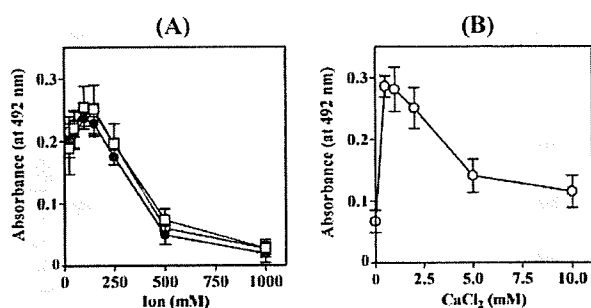 (A)
Absorbance (at 492 nm)
0.3
0.2
0.1
0
0 250 500 750 1000
Ion (mM)
(B)
Absorbance (at 492 nm)
0.3
0.2
0.1
0
0 2.5 5.0 7.5 10.0
CaCl₂ (mM)